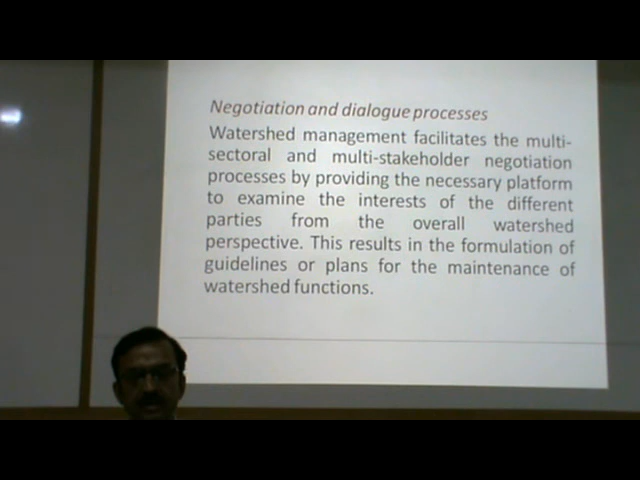 Negotiation and dialogue processes
Watershed management facilitates the multi-
sectoral and multi-stakeholder negotiation
processes by providing the necessary platform
to examine the interests of the different
parties from the overall watershed
perspective. This results in the formulation of
guidelines or plans for the maintenance of
watershed functions.